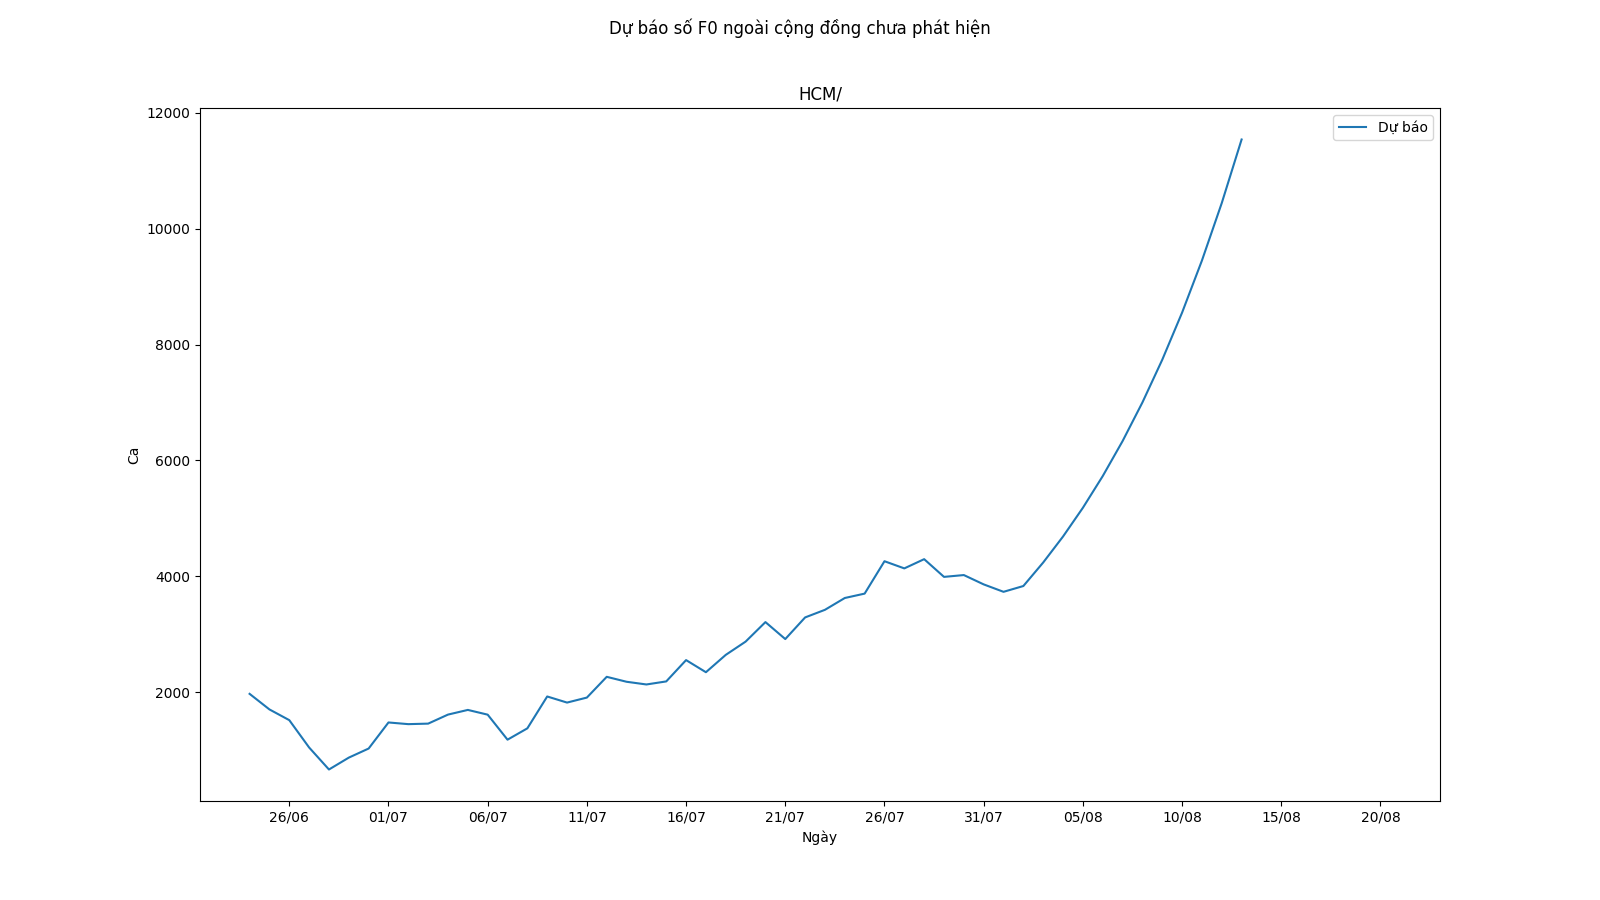 Dự báo số F0 ngoài cộng đồng chưa phát hiện
HCM/
12000
10000
8000
6000
4000
2000
Ca
Dự báo
26/06 01/07 06/07 11/07 16/07 21/07 26/07 31/07 05/08 10/08 15/08 20/08
Ngày